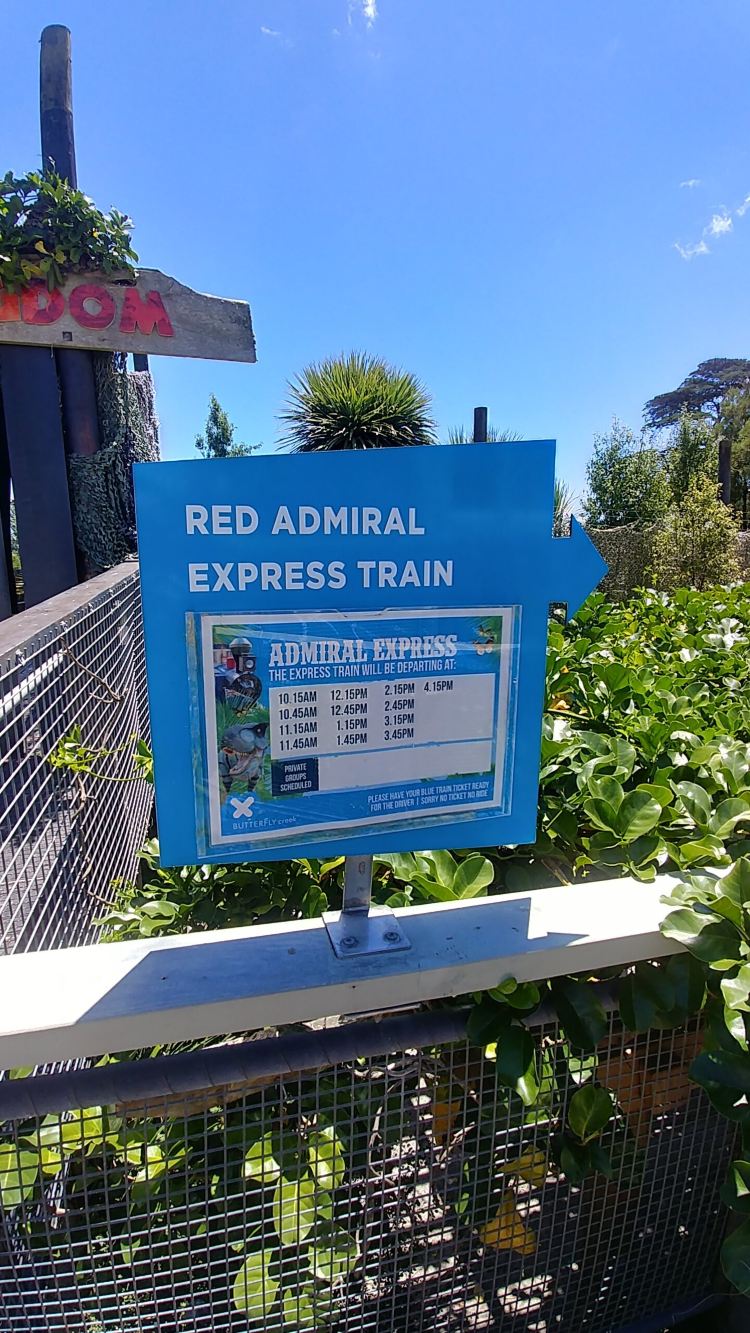 DOM
RED ADMIRAL
EXPRESS TRAIN
ADMIRAL EXPRESS
THE EXPRESS TRAIN WILL BE DEPARTING AT:
10.15AM 12.15PM 2.15PM 4.15PM
10.45AM 12.45PM 2.45PM
11.15AM 1.15PM 3.15PM
11.45AM 1.45PM 3.45PM
PRIVATE
GROUPS
SCHEDULED
PLEASE HAVE YOUR BLUE TRAIN TICKET READY
FOR THE DRIVER | SORRY NO TICKET NO RIDE
BUTTERFLY creek